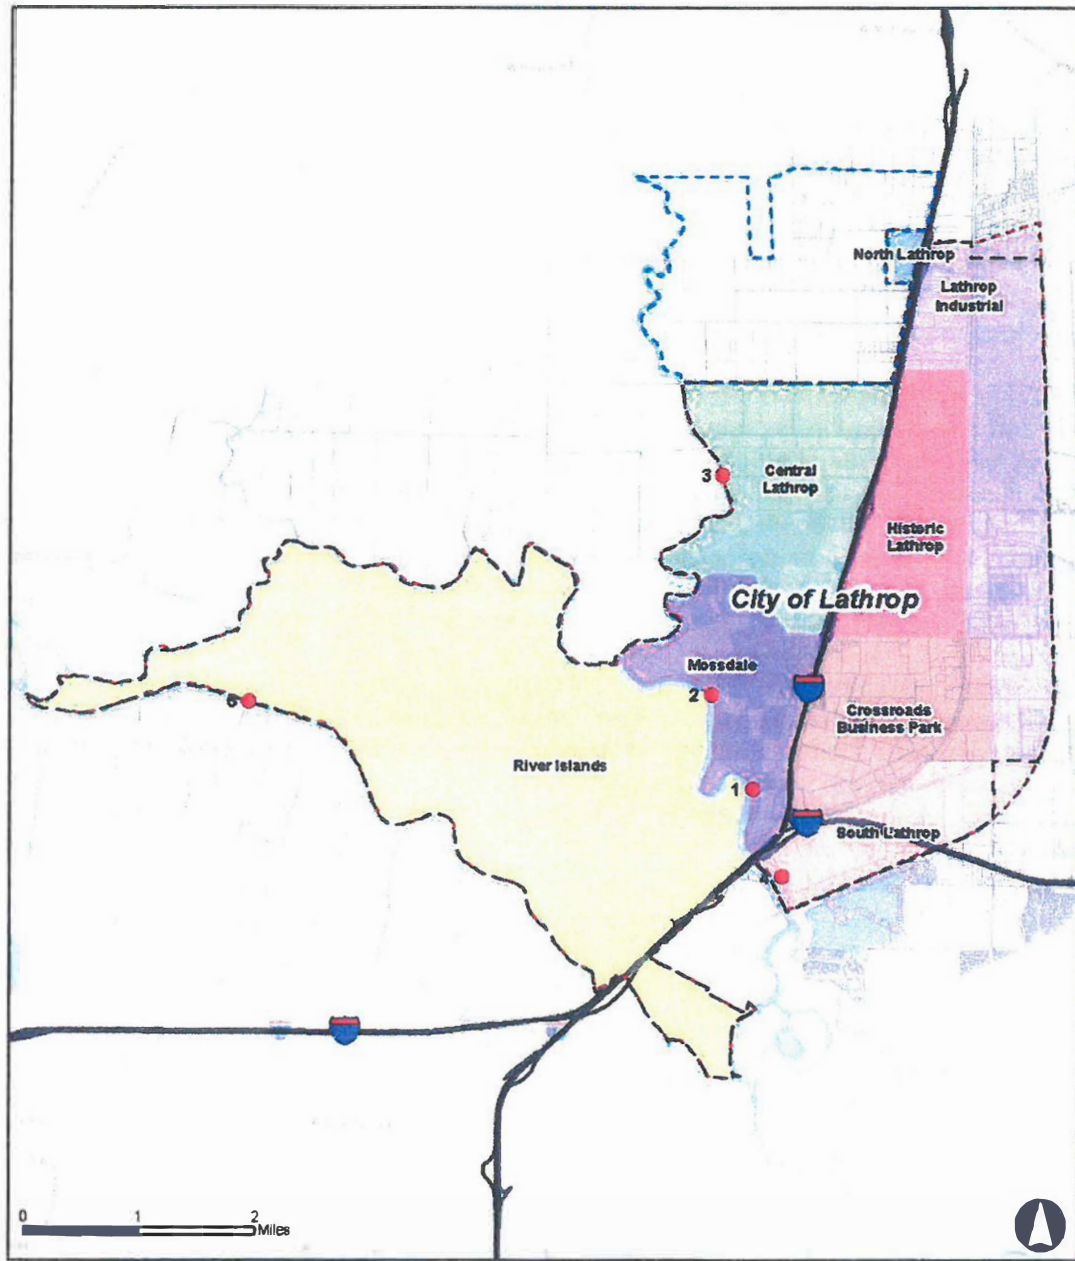 North Lathrop
Lathrop
Industrial
3
Central
Lathrop
Historic
Lathrop
City of Lathrop
Mossdale
2
Crossroads
Business Park
River Islands
1
South Lathrop
4
0 1 2
Miles